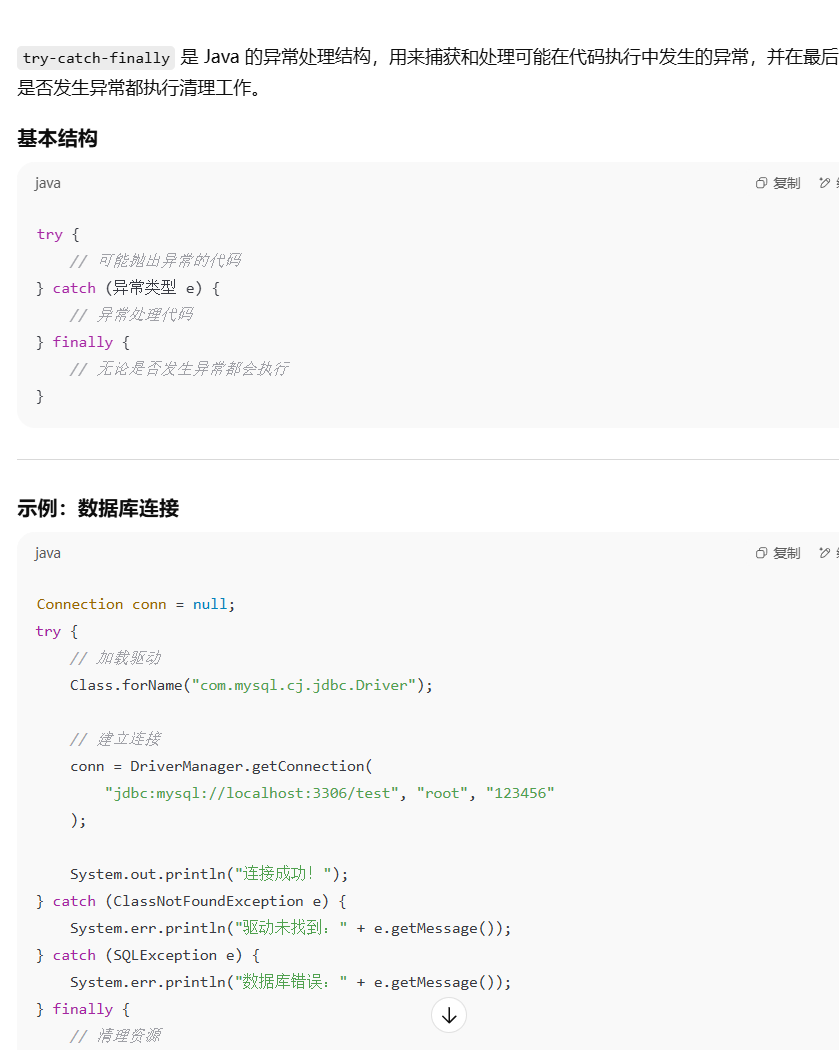 try-catch-finally 是 Java 的异常处理结构，用来捕获和处理可能在代码执行中发生的异常，并在最后
是否发生异常都执行清理工作。
基本结构
java 复制
try {
    // 可能抛出异常的代码
} catch (异常类型 e) {
    // 异常处理代码
} finally {
    // 无论是否发生异常都会执行
}
示例：数据库连接
java 复制
Connection conn = null;
try {
    // 加载驱动
    Class.forName("com.mysql.cj.jdbc.Driver");
    // 建立连接
    conn = DriverManager.getConnection(
        "jdbc:mysql://localhost:3306/test", "root", "123456"
    );
    System.out.println("连接成功！");
} catch (ClassNotFoundException e) {
    System.err.println("驱动未找到：" + e.getMessage());
} catch (SQLException e) {
    System.err.println("数据库错误：" + e.getMessage());
} finally {
    // 清理资源